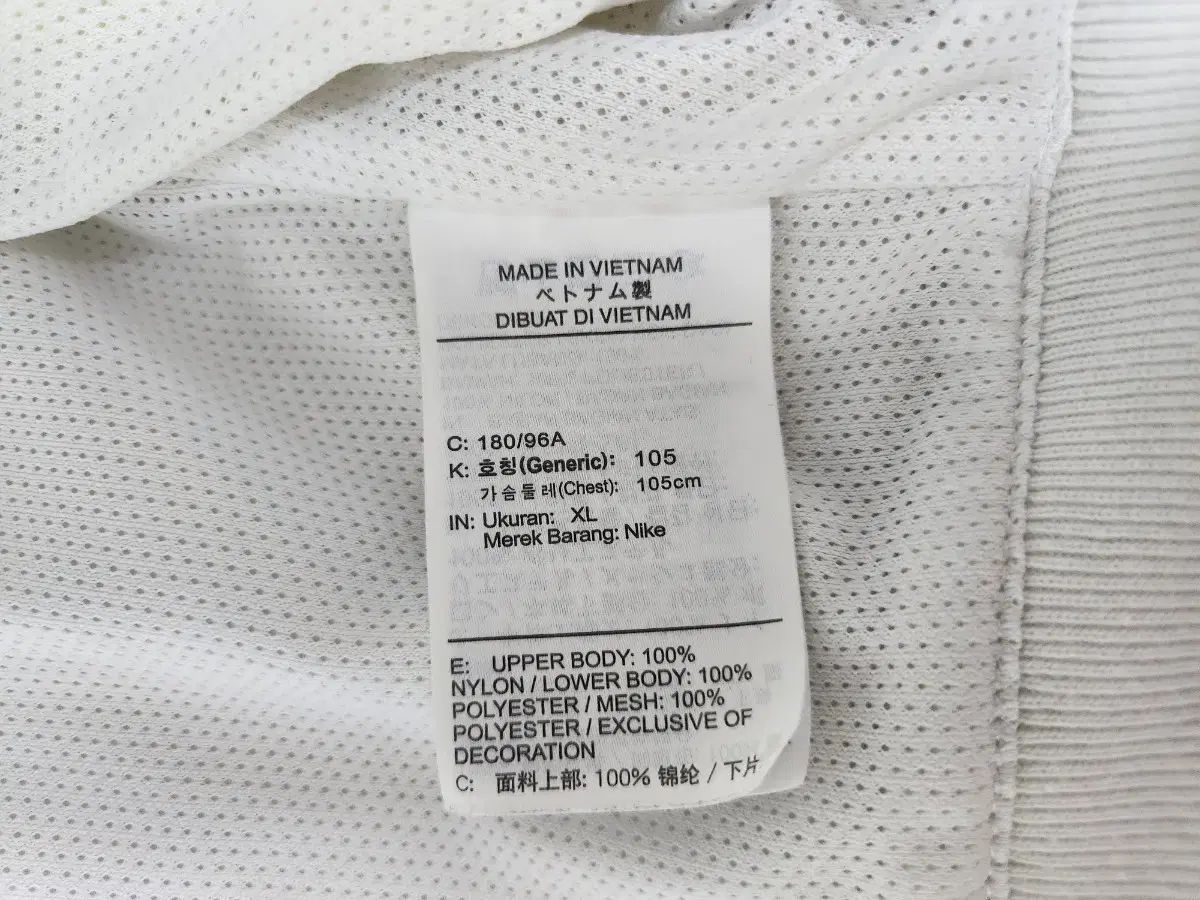 MADE IN VIETNAM
ベトナム製
DIBUAT DI VIETNAM
C: 180/96A
K: 호칭(Generic): 105
가슴둘레(Chest): 105cm
IN: Ukuran: XL
Merek Barang: Nike
E: UPPER BODY: 100%
NYLON / LOWER BODY: 100%
POLYESTER / MESH: 100%
POLYESTER / EXCLUSIVE OF
DECORATION
C: 面料上部: 100% 锦纶 / 下片